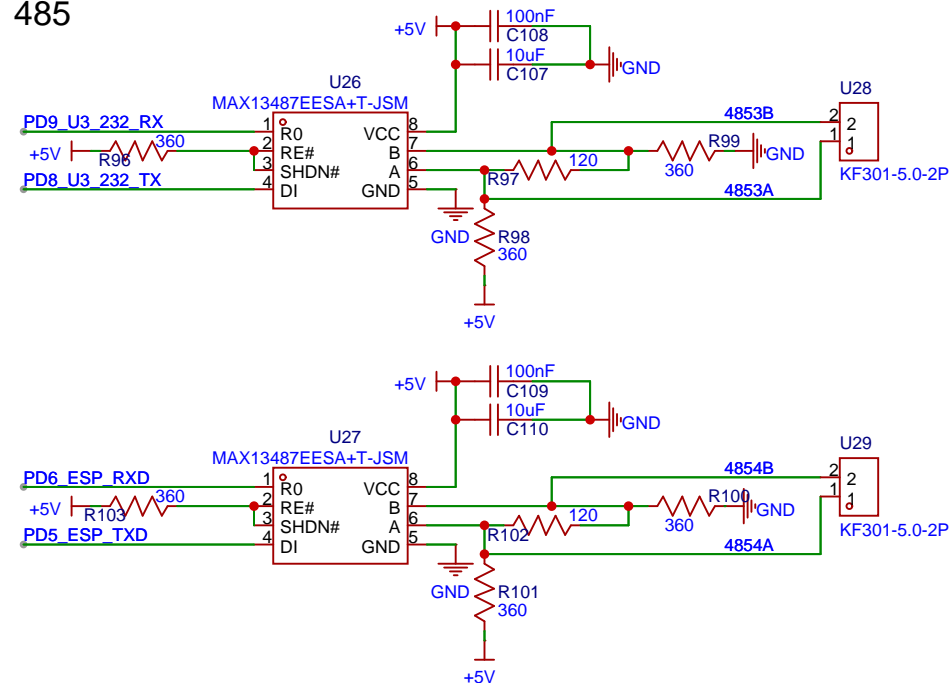 485
+5V
100nF
C108
10uF
C107
GND
U26
MAX13487EESA+T-JSM
PD9_U3_232_RX
+5V
R96
360
PD8_U3_232_TX
1
2
3
4
R0
RE#
SHDN#
DI
VCC
B
A
GND
8
7
6
5
GND
R97
120
R98
360
+5V
R99
360
GND
4853B
4853A
U28
2
1
2
1
KF301-5.0-2P
+5V
100nF
C109
10uF
C110
GND
U27
MAX13487EESA+T-JSM
PD6_ESP_RXD
+5V
R103
360
PD5_ESP_TXD
1
2
3
4
R0
RE#
SHDN#
DI
VCC
B
A
GND
8
7
6
5
GND
R102
120
R101
360
+5V
R100
360
GND
4854B
4854A
U29
2
1
2
1
KF301-5.0-2P